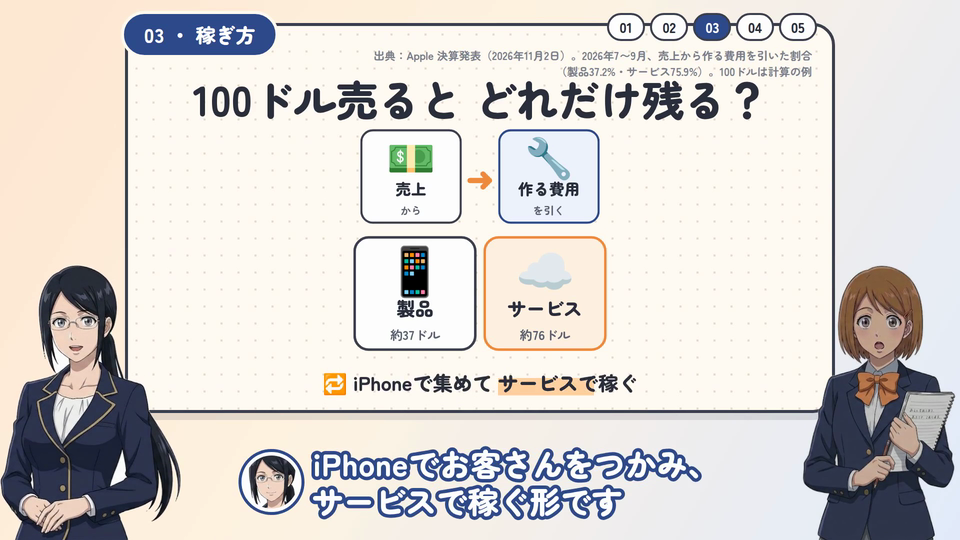 03 ・ 稼ぎ方
01 02 03 04 05
出典：Apple 決算発表（2026年11月2日）。2026年7〜9月、売上から作る費用を引いた割合
（製品37.2%・サービス75.9%）。100ドルは計算の例
100ドル売ると どれだけ残る？
売上
から
作る費用
を引く
製品
約37ドル
サービス
約76ドル
iPhoneで集めて サービスで稼ぐ
iPhoneでお客さんをつかみ、
サービスで稼ぐ形です